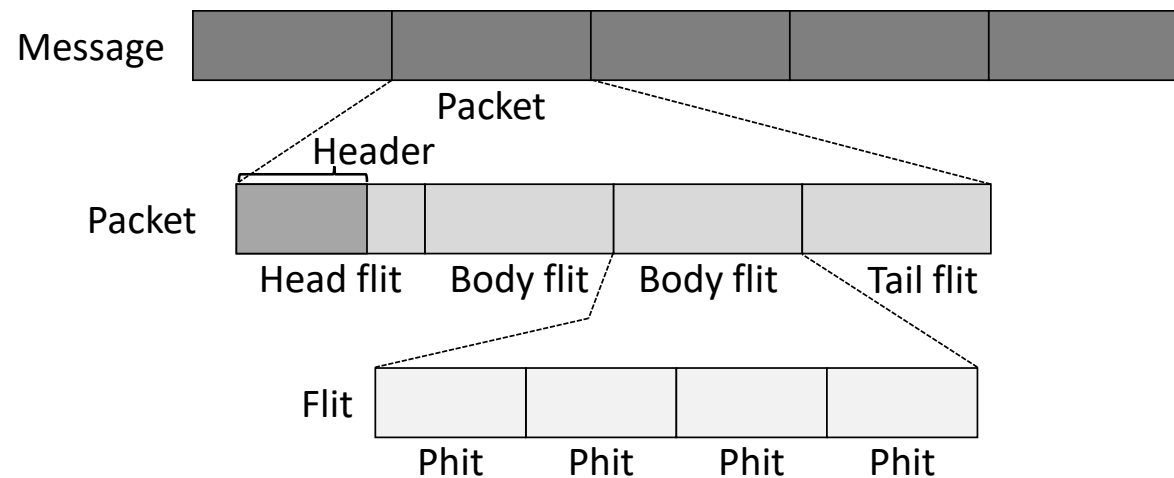 Message
Packet
Header
Packet
Head flit Body flit Body flit Tail flit
Flit
Phit Phit Phit Phit